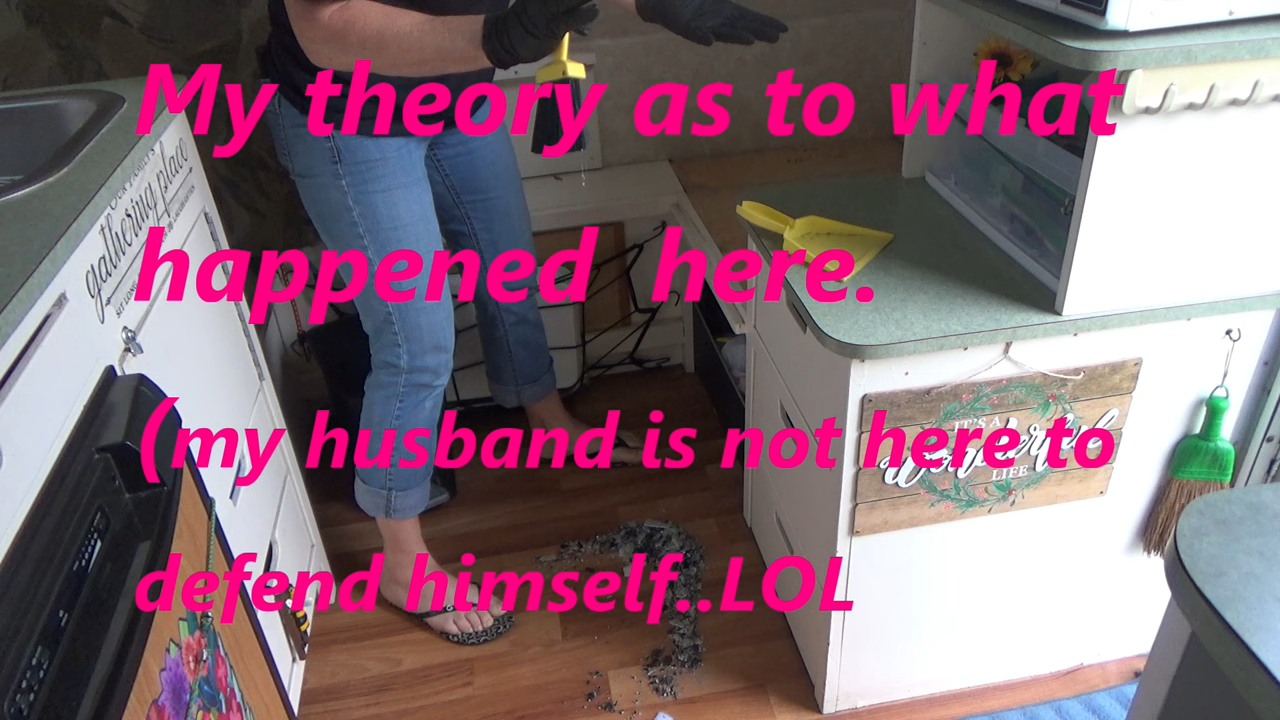 My theory as to what
happened here.
(my husband is not here to
defend himself..LOL
gathering place
IT'S A
wonderful
LIFE